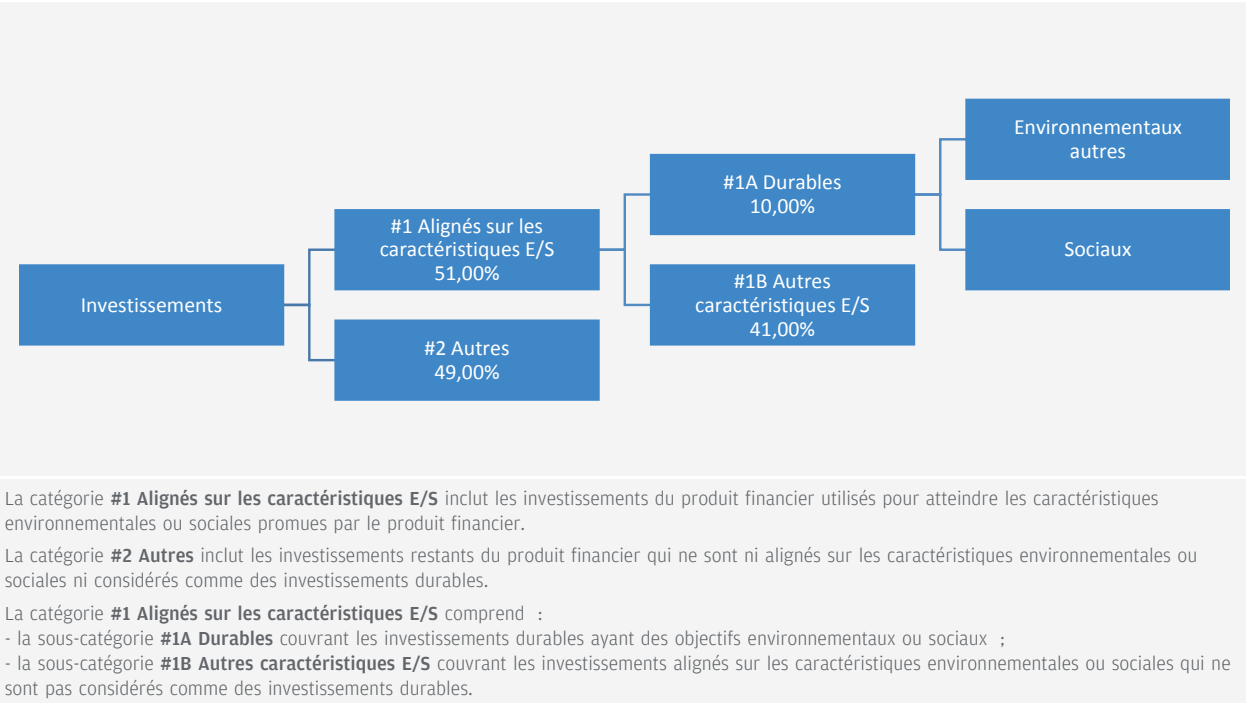 Investissements
#1 Alignés sur les
caractéristiques E/S
51,00%
#2 Autres
49,00%
#1A Durables
10,00%
#1B Autres
caractéristiques E/S
41,00%
Environnementaux
autres
Sociaux
La catégorie #1 Alignés sur les caractéristiques E/S inclut les investissements du produit financier utilisés pour atteindre les caractéristiques
environnementales ou sociales promues par le produit financier.
La catégorie #2 Autres inclut les investissements restants du produit financier qui ne sont ni alignés sur les caractéristiques environnementales ou
sociales ni considérés comme des investissements durables.
La catégorie #1 Alignés sur les caractéristiques E/S comprend :
- la sous-catégorie #1A Durables couvrant les investissements durables ayant des objectifs environnementaux ou sociaux ;
- la sous-catégorie #1B Autres caractéristiques E/S couvrant les investissements alignés sur les caractéristiques environnementales ou sociales qui ne
sont pas considérés comme des investissements durables.